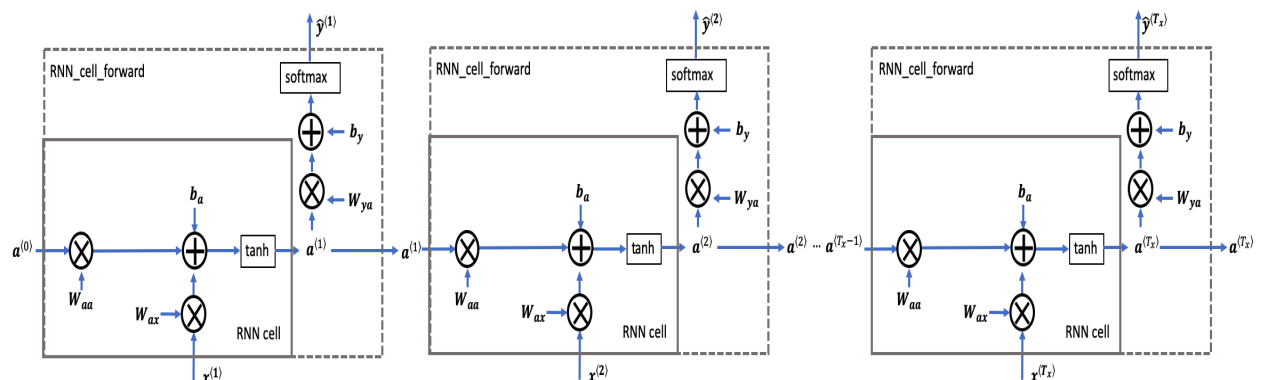 ŷ⟨1⟩
RNN_cell_forward
softmax
b_y
W_ya
b_a
a⟨0⟩
tanh
a⟨1⟩
a⟨1⟩
W_aa
W_ax
RNN cell
x⟨1⟩
ŷ⟨2⟩
RNN_cell_forward
softmax
b_y
W_ya
b_a
tanh
a⟨2⟩
a⟨2⟩ ... a⟨T_x−1⟩
W_aa
W_ax
RNN cell
x⟨2⟩
ŷ⟨T_x⟩
RNN_cell_forward
softmax
b_y
W_ya
b_a
tanh
a⟨T_x⟩
a⟨T_x⟩
W_aa
W_ax
RNN cell
x⟨T_x⟩